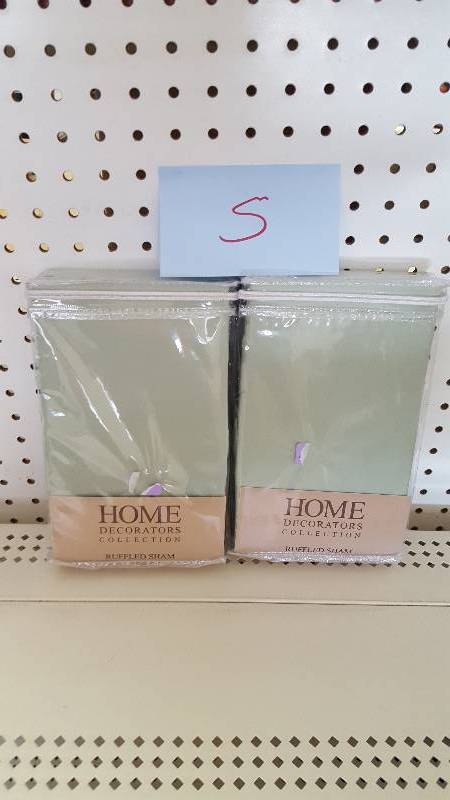 S
HOME
DECORATORS
COLLECTION
RUFFLED SHAM
HOME
DECORATORS
COLLECTION
RUFFLED SHAM